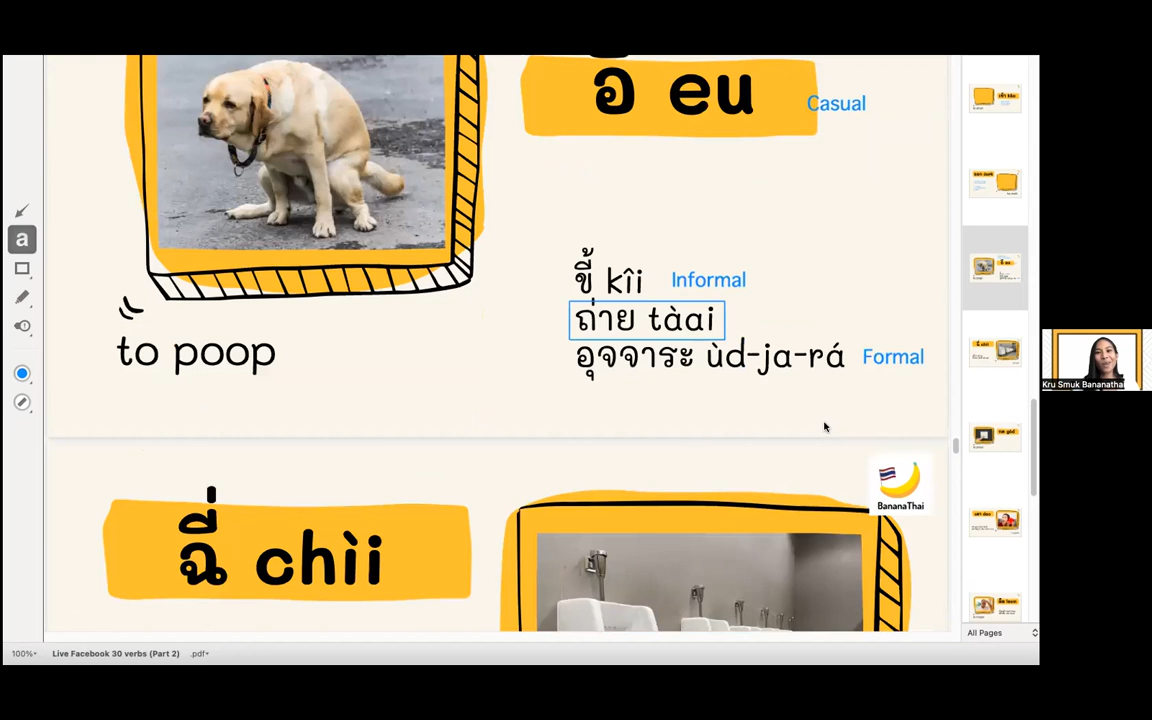 อึ eu
Casual
ขี้ kîi
Informal
ถ่าย tàai
อุจจาระ ùd-ja-rá
Formal
to poop
ฉี่ chìi
BananaThai
Kru Smuk Bananathai
a
All Pages
100%
Live Facebook 30 verbs (Part 2)
.pdf